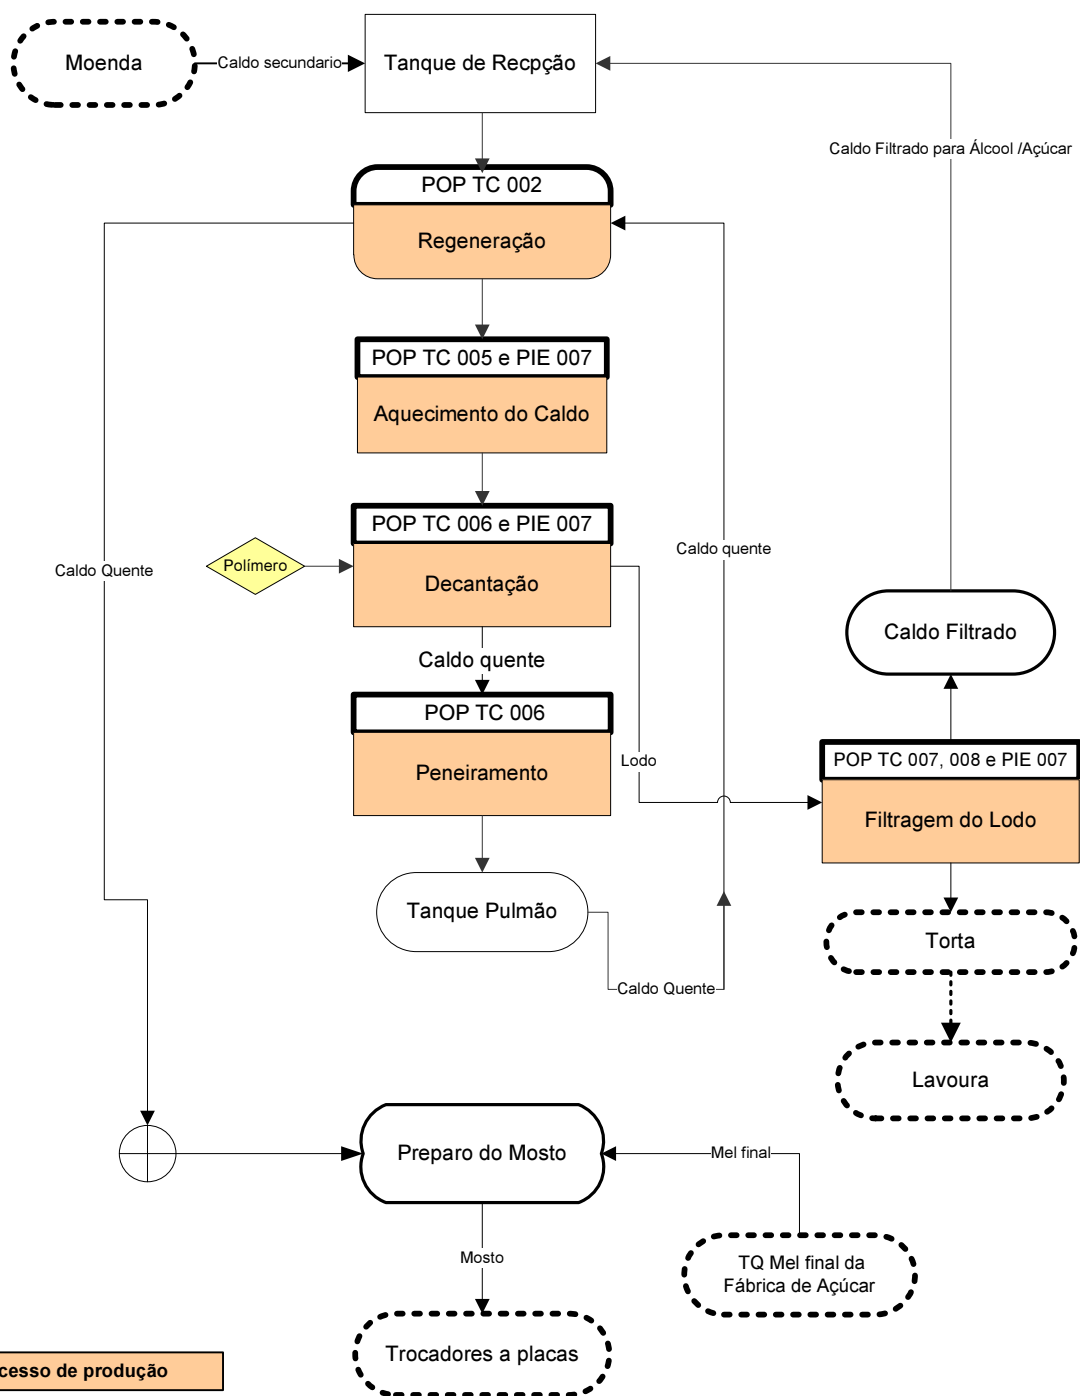 Moenda
Caldo secundario
Tanque de Recpção
Caldo Filtrado para Álcool /Açúcar
POP TC 002
Regeneração
POP TC 005 e PIE 007
Aquecimento do Caldo
POP TC 006 e PIE 007
Caldo quente
Caldo Quente
Polímero
Decantação
Caldo Filtrado
Caldo quente
POP TC 006
Lodo
POP TC 007, 008 e PIE 007
Peneiramento
Filtragem do Lodo
Tanque Pulmão
Torta
Caldo Quente
Lavoura
Preparo do Mosto
Mel final
Mosto
TQ Mel final da
Fábrica de Açúcar
Trocadores a placas
cesso de produção